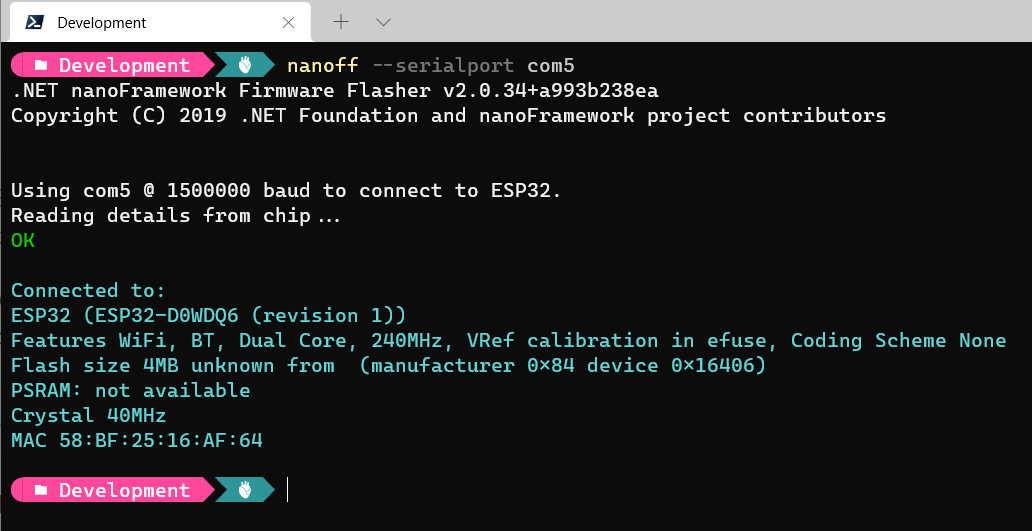 Development
Development nanoff --serialport com5
.NET nanoFramework Firmware Flasher v2.0.34+a993b238ea
Copyright (C) 2019 .NET Foundation and nanoFramework project contributors
Using com5 @ 1500000 baud to connect to ESP32.
Reading details from chip...
OK
Connected to:
ESP32 (ESP32-D0WDQ6 (revision 1))
Features WiFi, BT, Dual Core, 240MHz, VRef calibration in efuse, Coding Scheme None
Flash size 4MB unknown from  (manufacturer 0x84 device 0x16406)
PSRAM: not available
Crystal 40MHz
MAC 58:BF:25:16:AF:64
Development